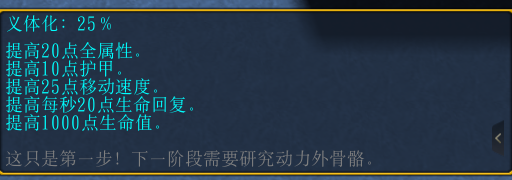 义体化: 25%
提高20点全属性。
提高10点护甲。
提高25点移动速度。
提高每秒20点生命回复。
提高1000点生命值。
这只是第一步! 下一阶段需要研究动力外骨骼。